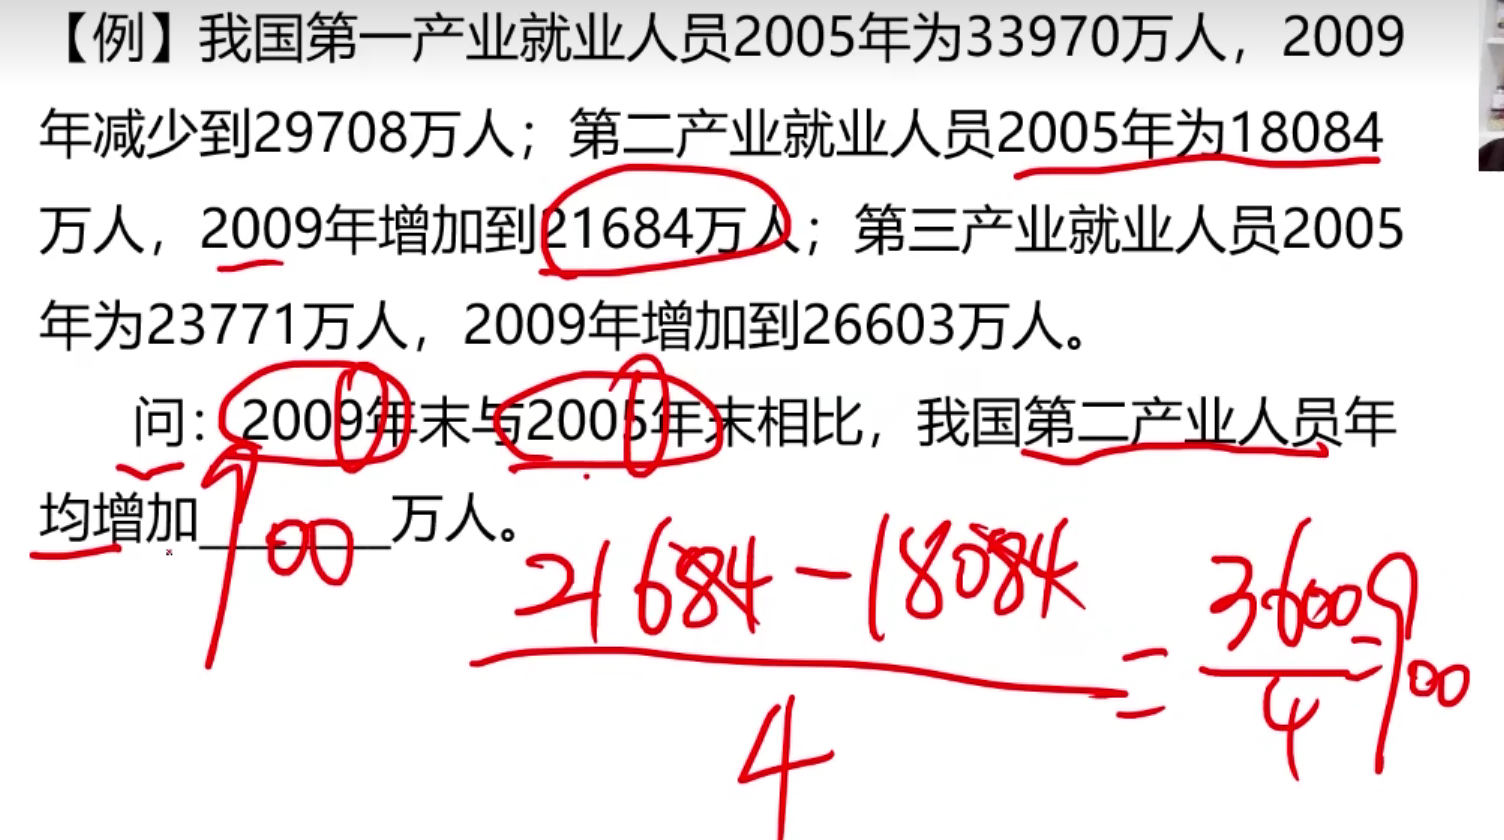 【例】我国第一产业就业人员2005年为33970万人，2009
年减少到29708万人；第二产业就业人员2005年为18084
万人，2009年增加到21684万人；第三产业就业人员2005
年为23771万人，2009年增加到26603万人。
问：2009年末与2005年末相比，我国第二产业人员年
均增加900万人。
21684-18084
4
=
3600
4
=900